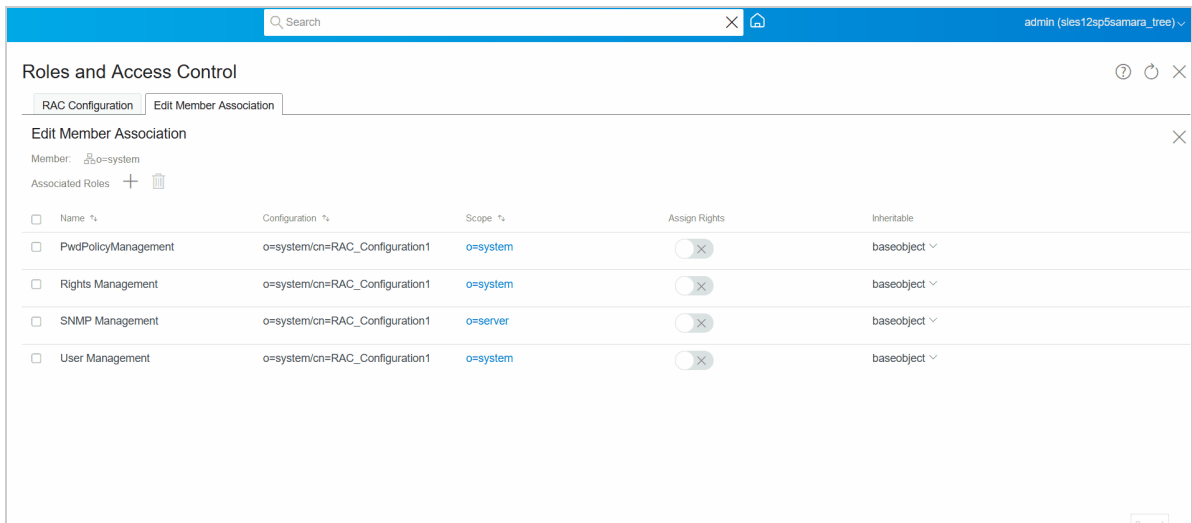 Search
admin (sles12sp5samara_tree)
Roles and Access Control
RAC Configuration Edit Member Association
Edit Member Association
Member: o=system
Associated Roles
Name Configuration Scope Assign Rights Inheritable
PwdPolicyManagement o=system/cn=RAC_Configuration1 o=system baseobject
Rights Management o=system/cn=RAC_Configuration1 o=system baseobject
SNMP Management o=system/cn=RAC_Configuration1 o=server baseobject
User Management o=system/cn=RAC_Configuration1 o=system baseobject